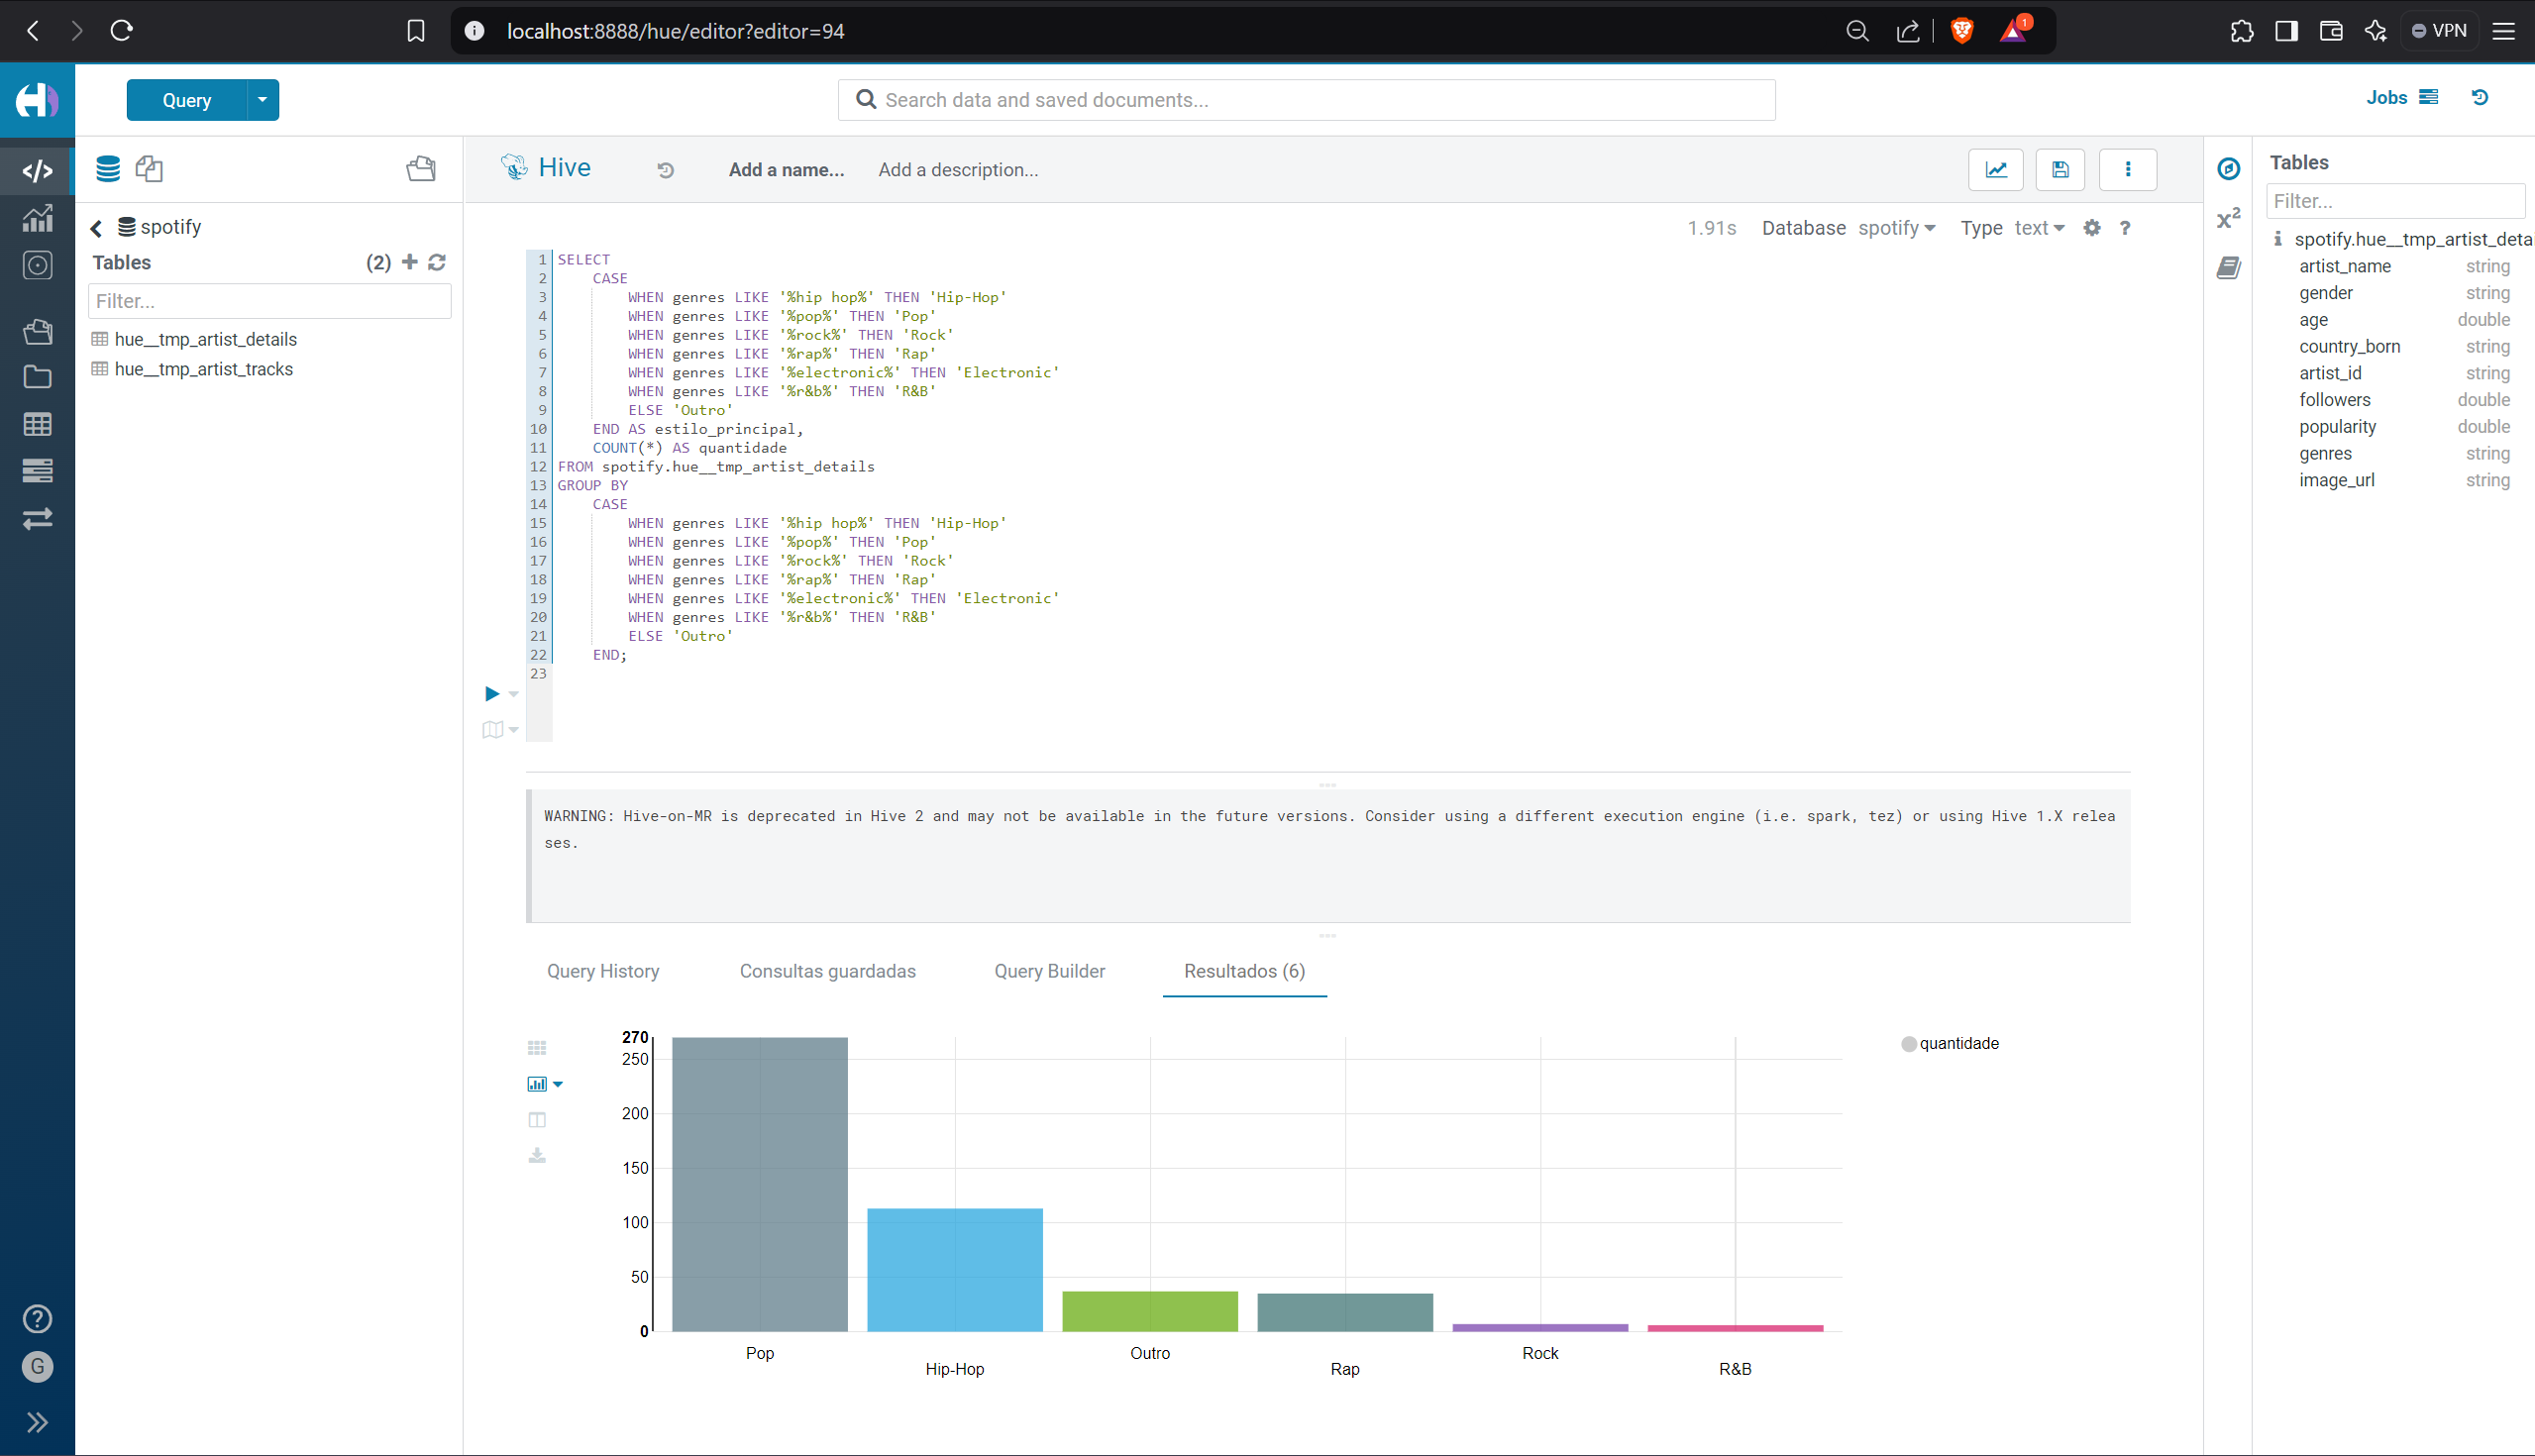 localhost:8888/hue/editor?editor=94
1
VPN
Query
Search data and saved documents...
Jobs
spotify
Tables
(2)
Filter...
hue__tmp_artist_details
hue__tmp_artist_tracks
Hive
Add a name...
Add a description...
1.91s Database spotify Type text ?
1 SELECT
2 CASE
3 WHEN genres LIKE '%hip hop%' THEN 'Hip-Hop'
4 WHEN genres LIKE '%pop%' THEN 'Pop'
5 WHEN genres LIKE '%rock%' THEN 'Rock'
6 WHEN genres LIKE '%rap%' THEN 'Rap'
7 WHEN genres LIKE '%electronic%' THEN 'Electronic'
8 WHEN genres LIKE '%r&b%' THEN 'R&B'
9 ELSE 'Outro'
10 END AS estilo_principal,
11 COUNT(*) AS quantidade
12 FROM spotify.hue__tmp_artist_details
13 GROUP BY
14 CASE
15 WHEN genres LIKE '%hip hop%' THEN 'Hip-Hop'
16 WHEN genres LIKE '%pop%' THEN 'Pop'
17 WHEN genres LIKE '%rock%' THEN 'Rock'
18 WHEN genres LIKE '%rap%' THEN 'Rap'
19 WHEN genres LIKE '%electronic%' THEN 'Electronic'
20 WHEN genres LIKE '%r&b%' THEN 'R&B'
21 ELSE 'Outro'
22 END;
23
WARNING: Hive-on-MR is deprecated in Hive 2 and may not be available in the future versions. Consider using a different execution engine (i.e. spark, tez) or using Hive 1.X relea
ses.
Query History
Consultas guardadas
Query Builder
Resultados (6)
270
250
200
150
100
50
0
Pop
Hip-Hop
Outro
Rap
Rock
R&B
quantidade
x²
Tables
Filter...
spotify.hue__tmp_artist_deta
artist_name string
gender string
age double
country_born string
artist_id string
followers double
popularity double
genres string
image_url string
?
G